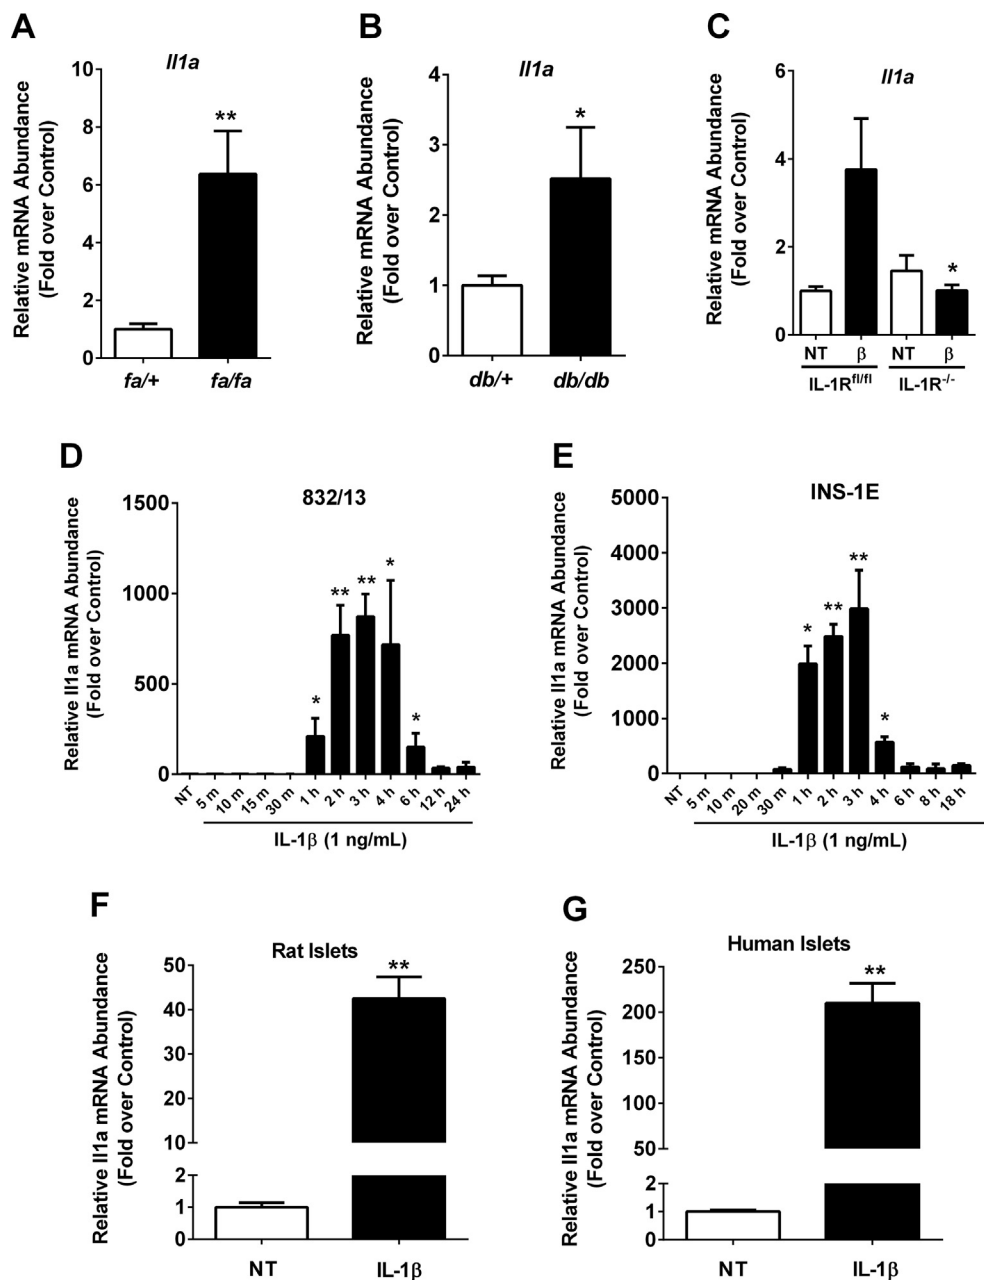 A
Il1a
Relative mRNA Abundance
(Fold over Control)
10
8
6
4
2
0
**
fa/+
fa/fa
B
Il1a
Relative mRNA Abundance
(Fold over Control)
4
3
2
1
0
*
db/+
db/db
C
Il1a
Relative mRNA Abundance
(Fold over Control)
6
4
2
0
*
NT β NT β
IL-1Rfl/fl IL-1R-/-
D
832/13
Relative Il1a mRNA Abundance
(Fold over Control)
1500
1000
500
0
* ** ** * *
NT 5 m 10 m 15 m 30 m 1 h 2 h 3 h 4 h 6 h 12 h 24 h
IL-1β (1 ng/mL)
E
INS-1E
Relative Il1a mRNA Abundance
(Fold over Control)
5000
4000
3000
2000
1000
0
* ** ** *
NT 5 m 10 m 20 m 30 m 1 h 2 h 3 h 4 h 6 h 8 h 18 h
IL-1β (1 ng/mL)
F
Rat Islets
Relative Il1a mRNA Abundance
(Fold over Control)
50
40
30
20
10
2
1
0
**
NT IL-1β
G
Human Islets
Relative Il1a mRNA Abundance
(Fold over Control)
250
200
150
100
50
2
1
0
**
NT IL-1β